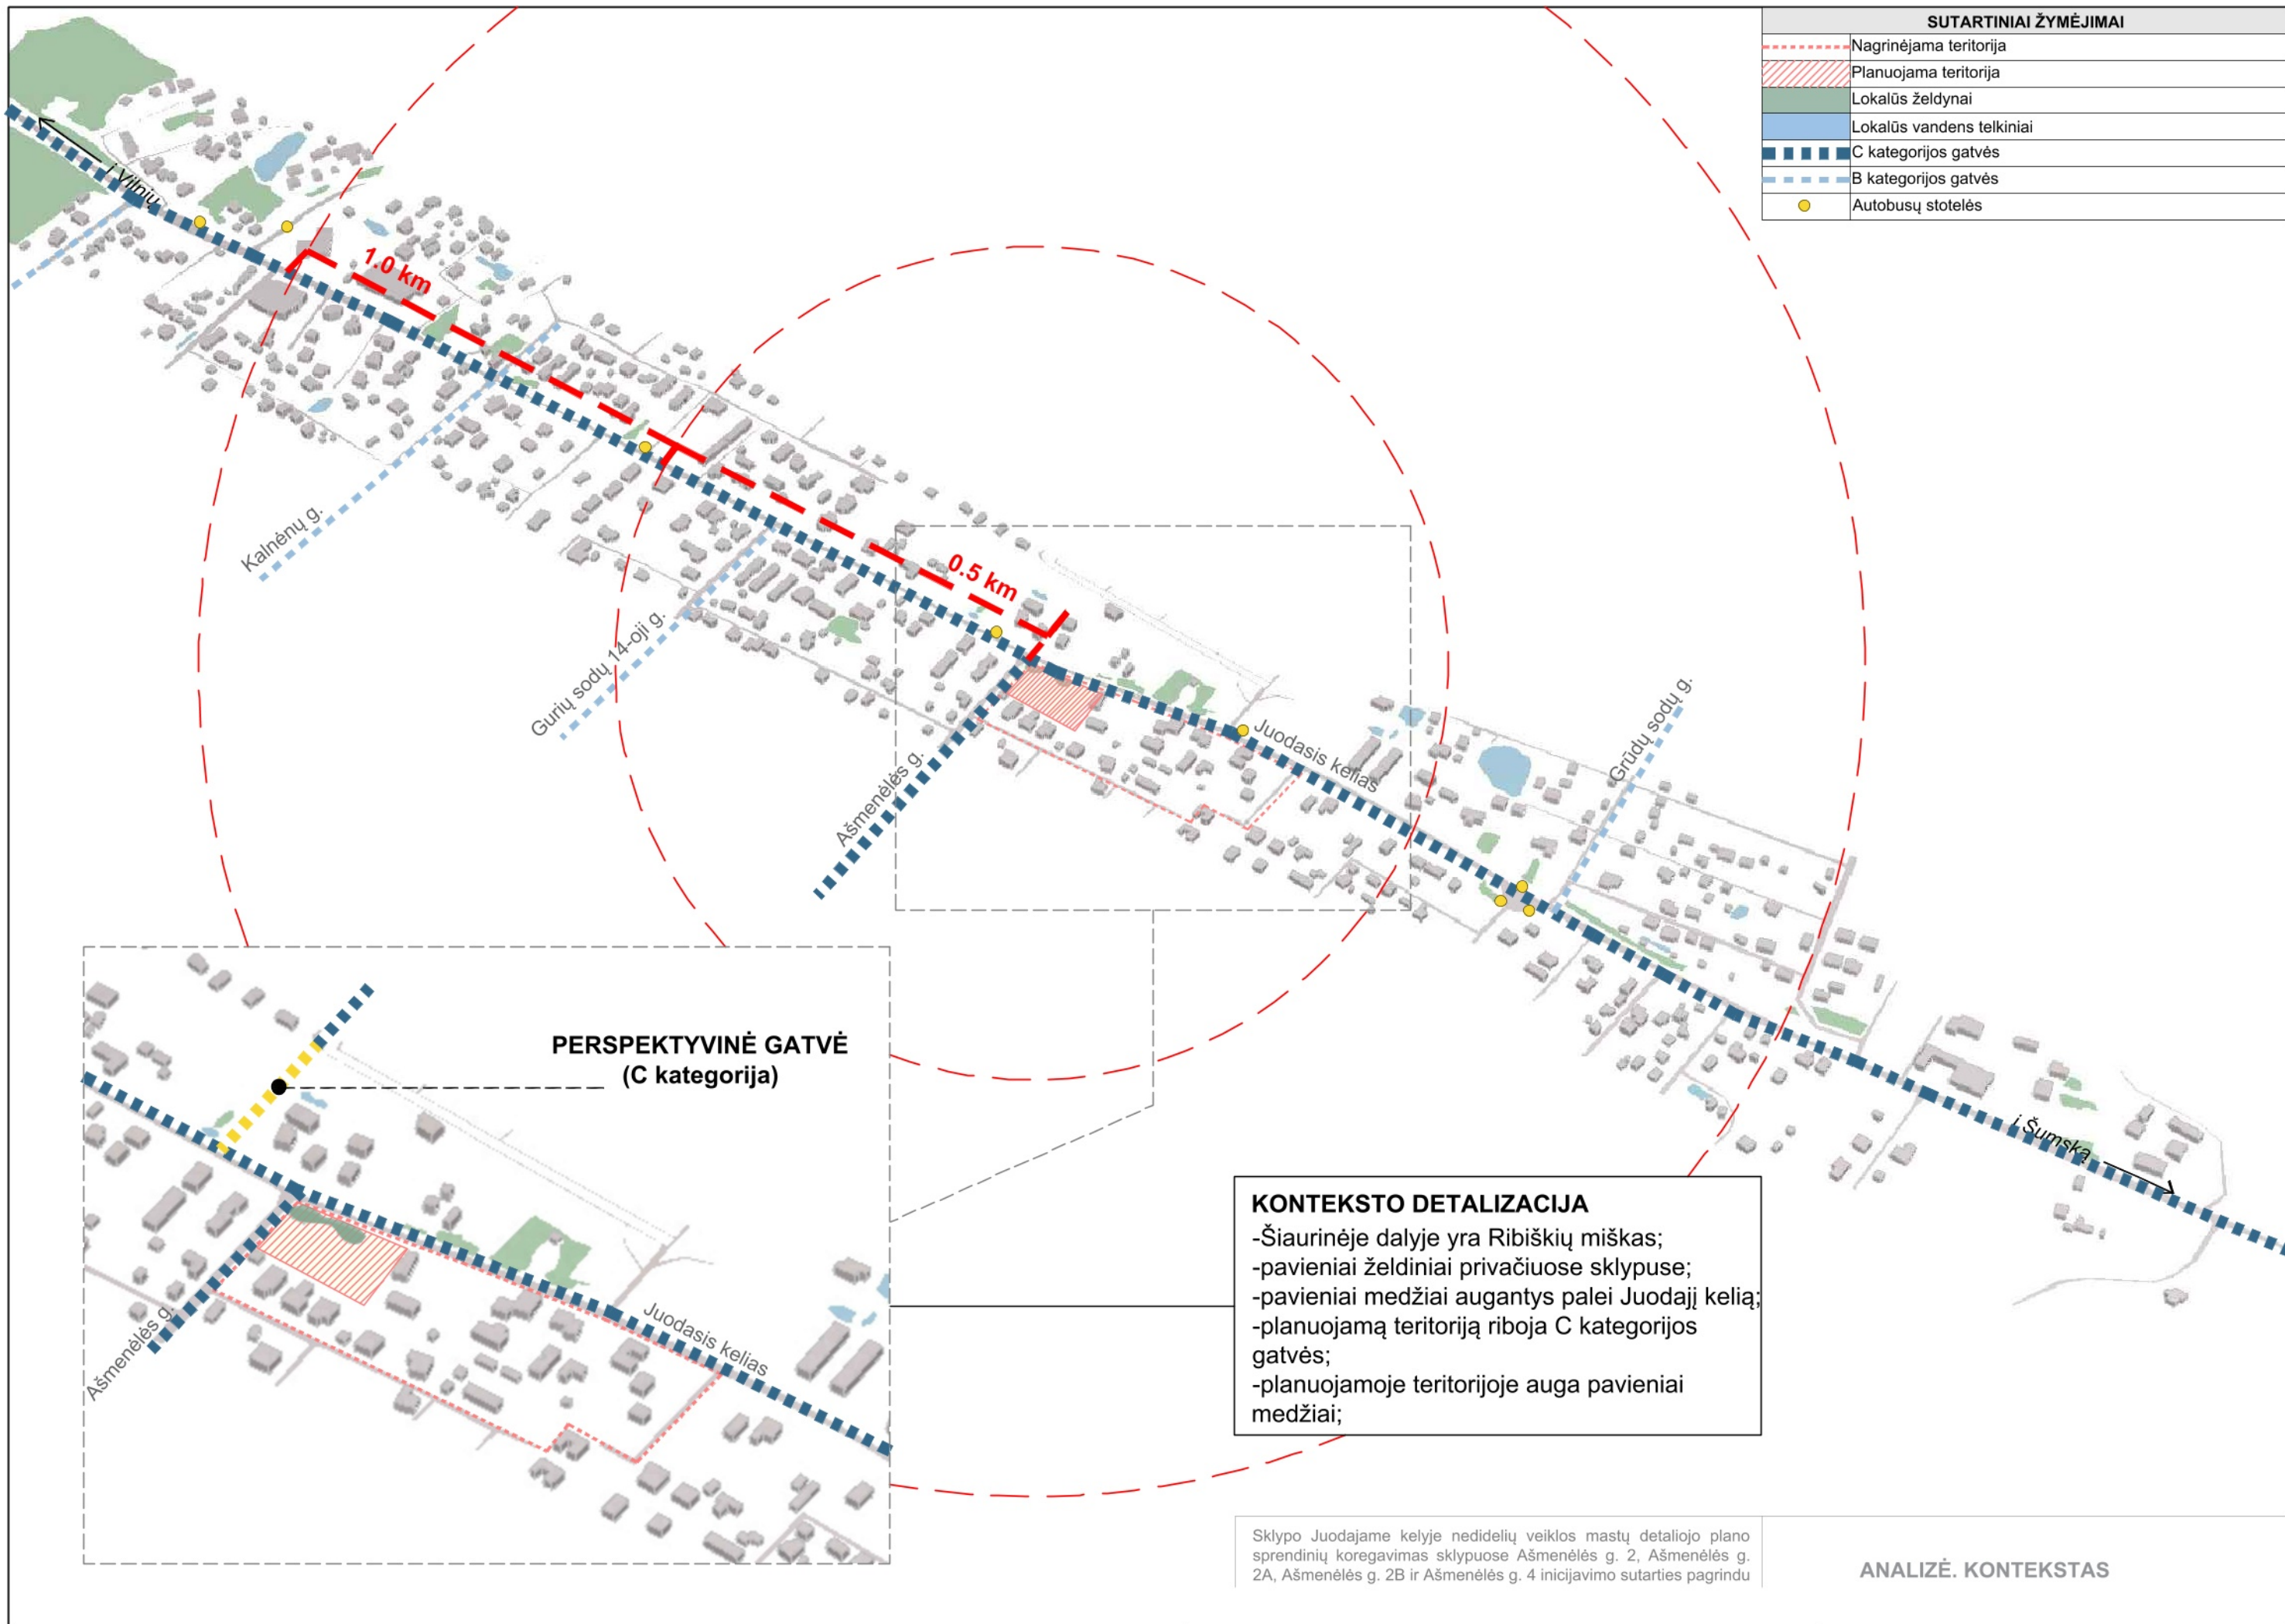 SUTARTINIAI ŽYMĖJIMAI
Nagrinėjama teritorija
Planuojama teritorija
Lokalūs želdynai
Lokalūs vandens telkiniai
C kategorijos gatvės
B kategorijos gatvės
Autobusų stotelės
į Vilnių
1.0 km
Kalnėnų g.
0.5 km
Gurių sodų 14-oji g.
Ašmenėlės g.
Juodasis kelias
Grūdų sodų g.
į Šumską
PERSPEKTYVINĖ GATVĖ
(C kategorija)
Ašmenėlės g.
Juodasis kelias
KONTEKSTO DETALIZACIJA
-Šiaurinėje dalyje yra Ribiškių miškas;
-pavieniai želdiniai privačiuose sklypuse;
-pavieniai medžiai augantys palei Juodajį kelią;
-planuojamą teritoriją riboja C kategorijos
gatvės;
-planuojamoje teritorijoje auga pavieniai
medžiai;
Sklypo Juodajame kelyje nedidelių veiklos mastų detaliojo plano
sprendinių koregavimas sklypuose Ašmenėlės g. 2, Ašmenėlės g.
2A, Ašmenėlės g. 2B ir Ašmenėlės g. 4 inicijavimo sutarties pagrindu
ANALIZĖ. KONTEKSTAS